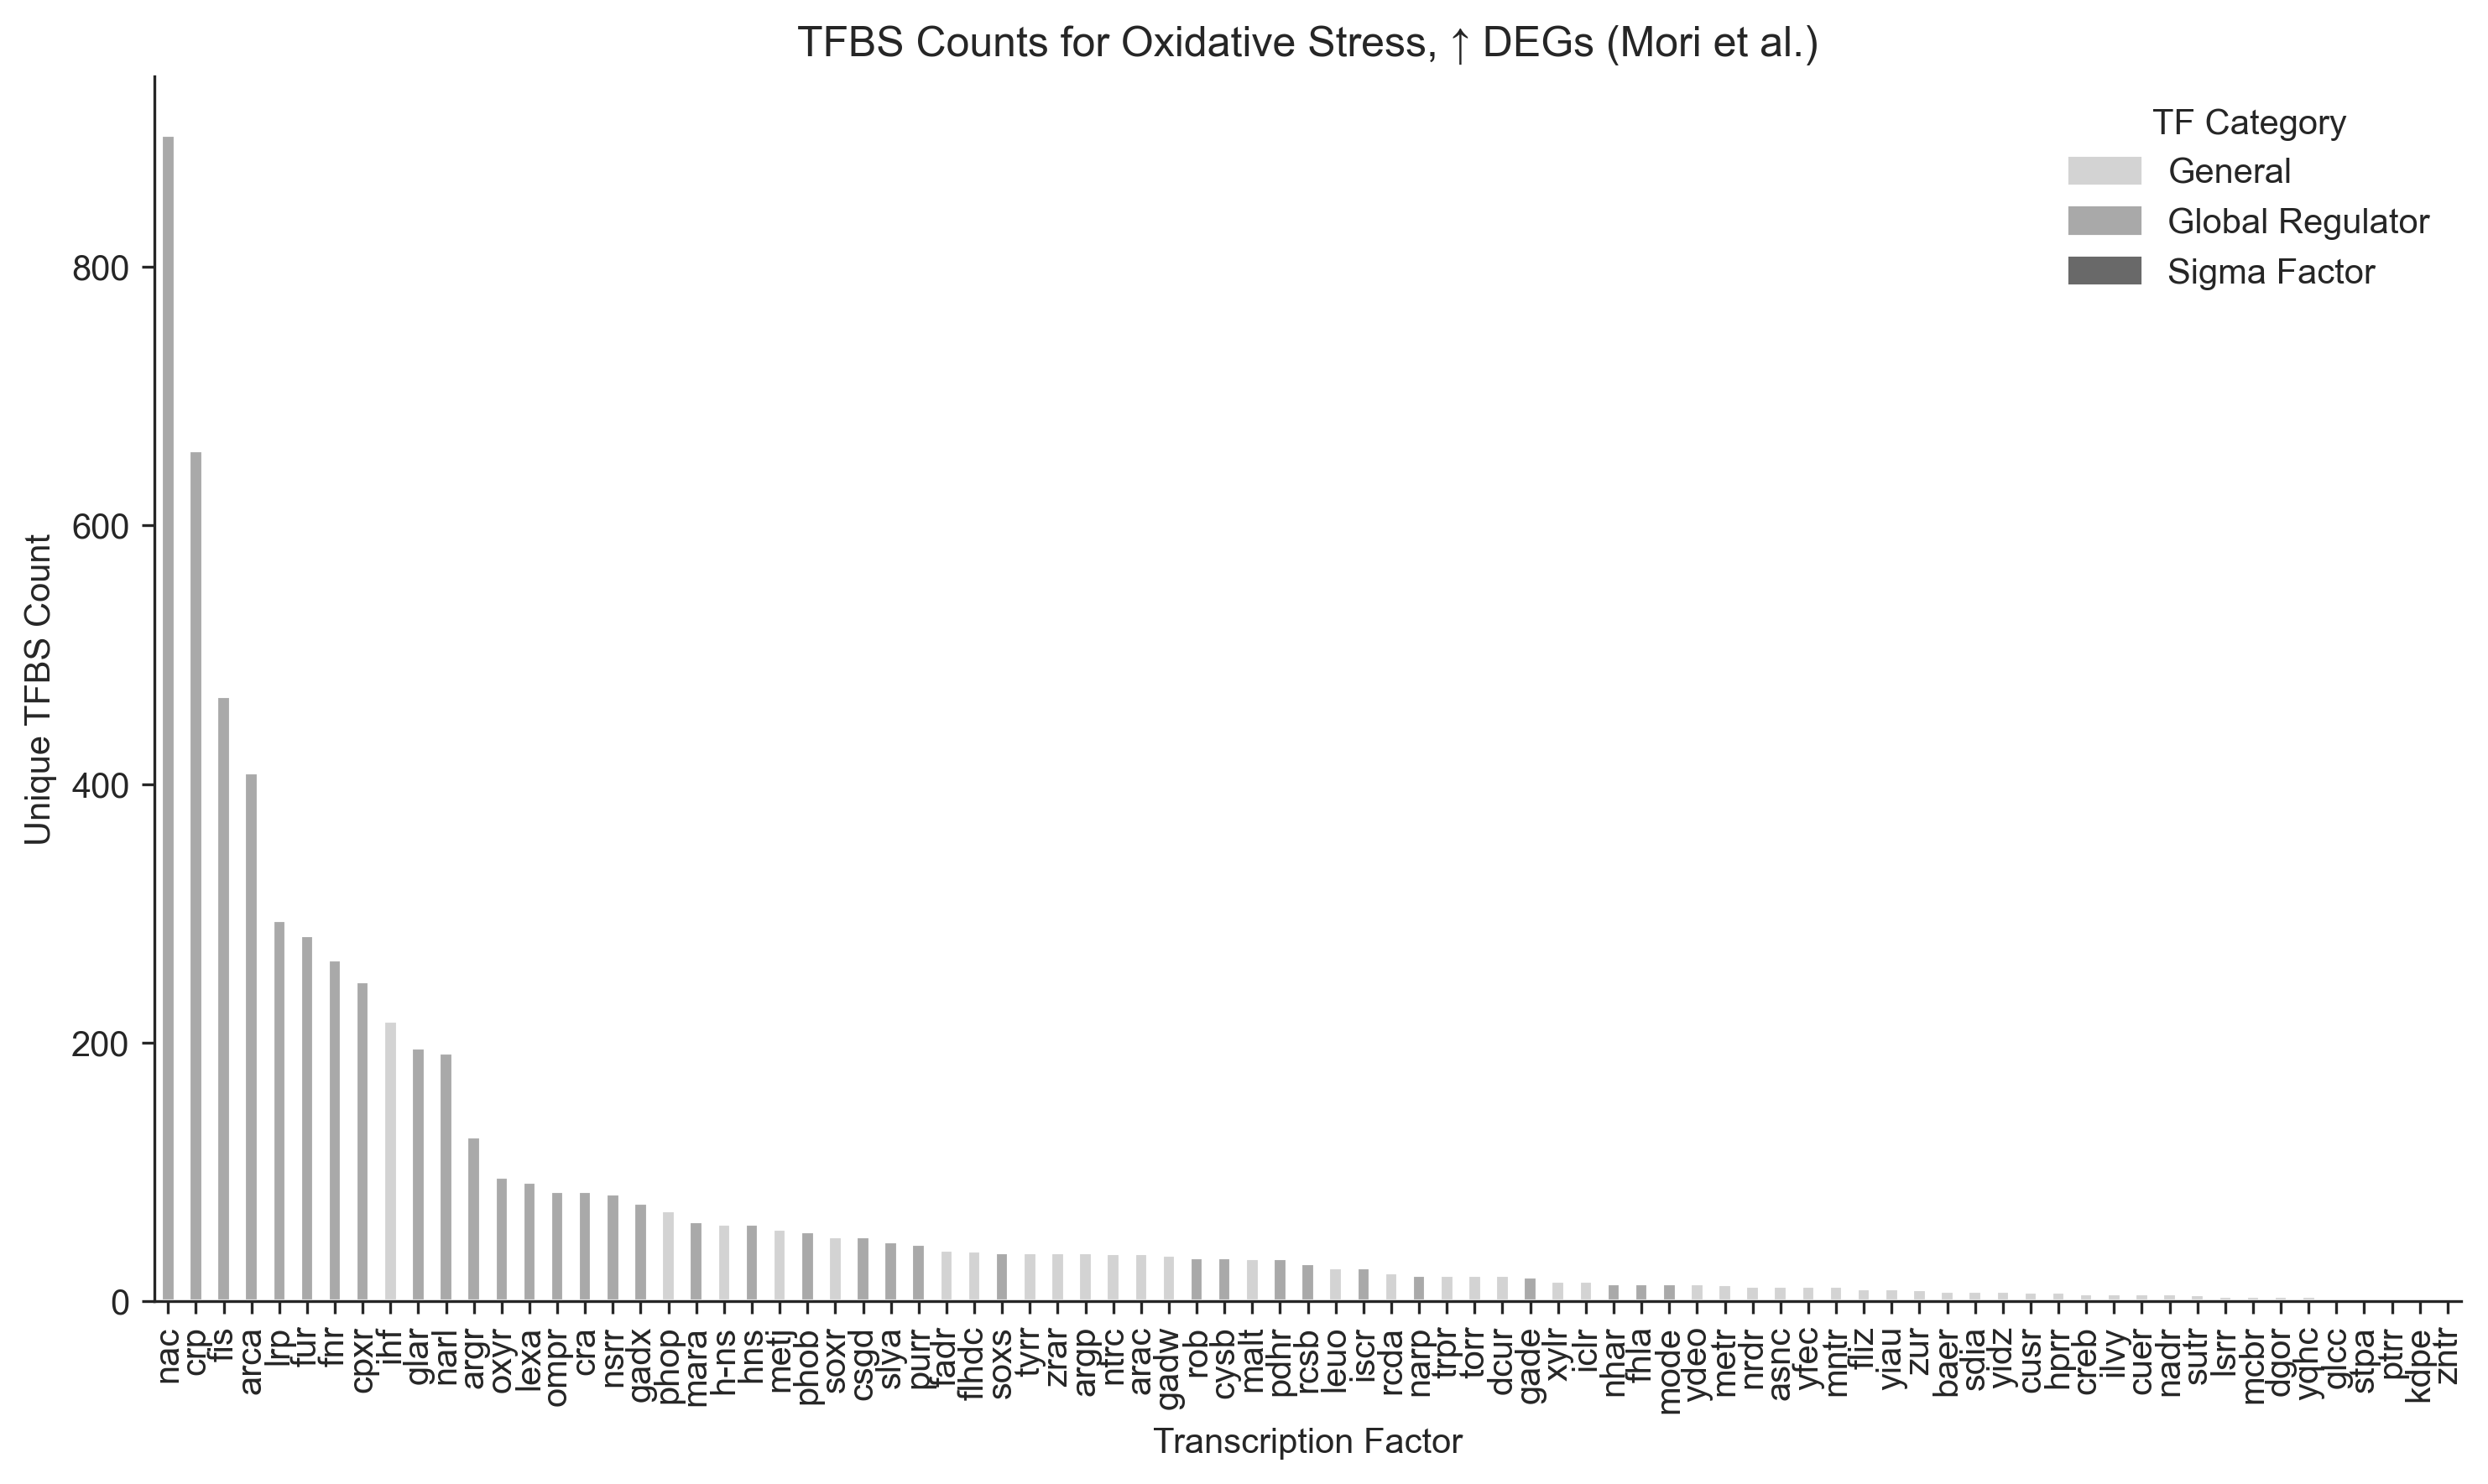 TFBS Counts for Oxidative Stress, ↑ DEGs (Mori et al.)
TF Category
General
Global Regulator
Sigma Factor
Unique TFBS Count
800
600
400
200
0
nac
crp
fis
arca
lrp
fur
fnr
cpxr
ihf
glar
narl
argr
oxyr
lexa
ompr
cra
nsrr
gadx
phop
mara
h-ns
hns
metj
phob
soxr
csgd
slya
purr
fadr
flhdc
soxs
tyrr
zrar
argp
ntrc
arac
gadw
rob
cysb
malt
pdhr
rcsb
leuo
iscr
rcda
narp
trpr
torr
dcur
gade
xylr
iclr
nhar
fhla
mode
ydeo
metr
nrdr
asnc
yfec
mntr
fliz
yiau
zur
baer
sdia
yidz
cusr
hprr
creb
ilvy
cuer
nadr
sutr
lsrr
mcbr
dgor
yqhc
glcc
stpa
ptrr
kdpe
zntr
Transcription Factor